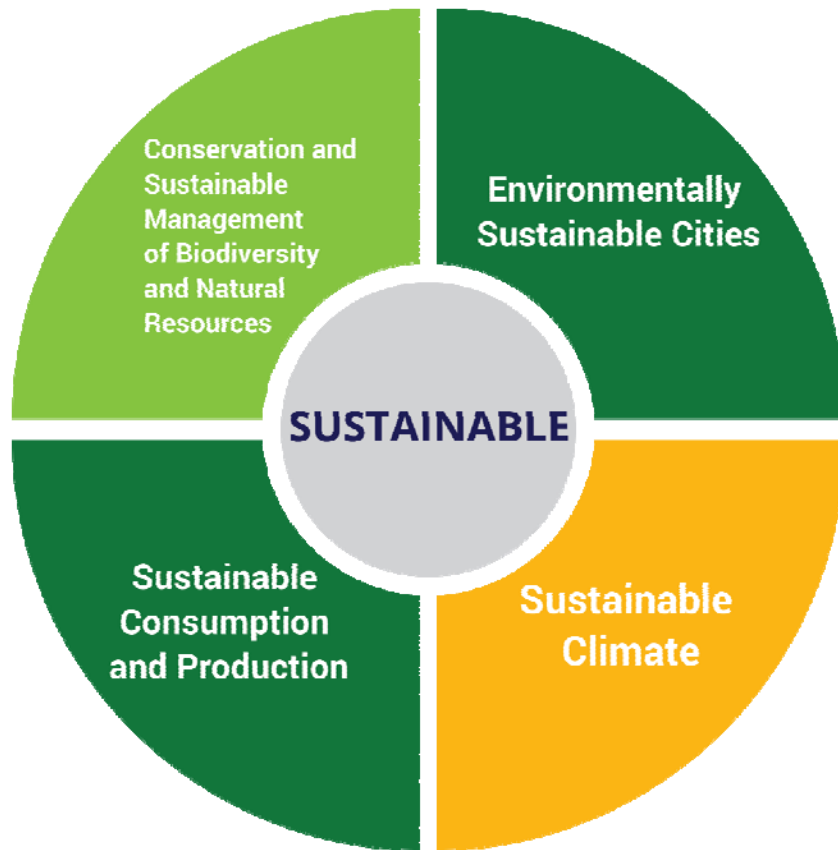 Conservation and
Sustainable
Management
of Biodiversity
and Natural
Resources
Environmentally
Sustainable Cities
SUSTAINABLE
Sustainable
Consumption
and Production
Sustainable
Climate